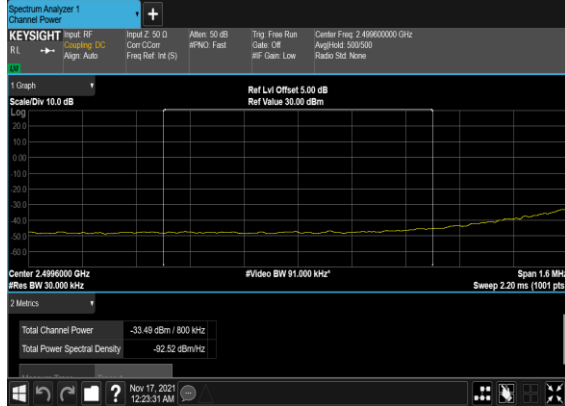 Spectrum Analyzer 1
Channel Power
+
KEYSIGHT Input: RF Input Z: 50 Ω Atten: 50 dB Trig: Free Run Center Freq: 2.499600000 GHz
RL Coupling: DC Corr CCorr #PNO: Fast Gate: Off Avg|Hold: 500/500
Align: Auto Freq Ref: Int (S) #IF Gain: Low Radio Std: None
1 Graph
Ref Lvl Offset 5.00 dB
Scale/Div 10.0 dB Ref Value 30.00 dBm
Log
20.0
10.0
0.00
-10.0
-20.0
-30.0
-40.0
-50.0
-60.0
Center 2.4996000 GHz #Video BW 91.000 kHz* Span 1.6 MHz
#Res BW 30.000 kHz Sweep 2.20 ms (1001 pts
2 Metrics
Total Channel Power -33.49 dBm / 800 kHz
Total Power Spectral Density -92.52 dBm/Hz
? Nov 17, 2021
12:23:31 AM